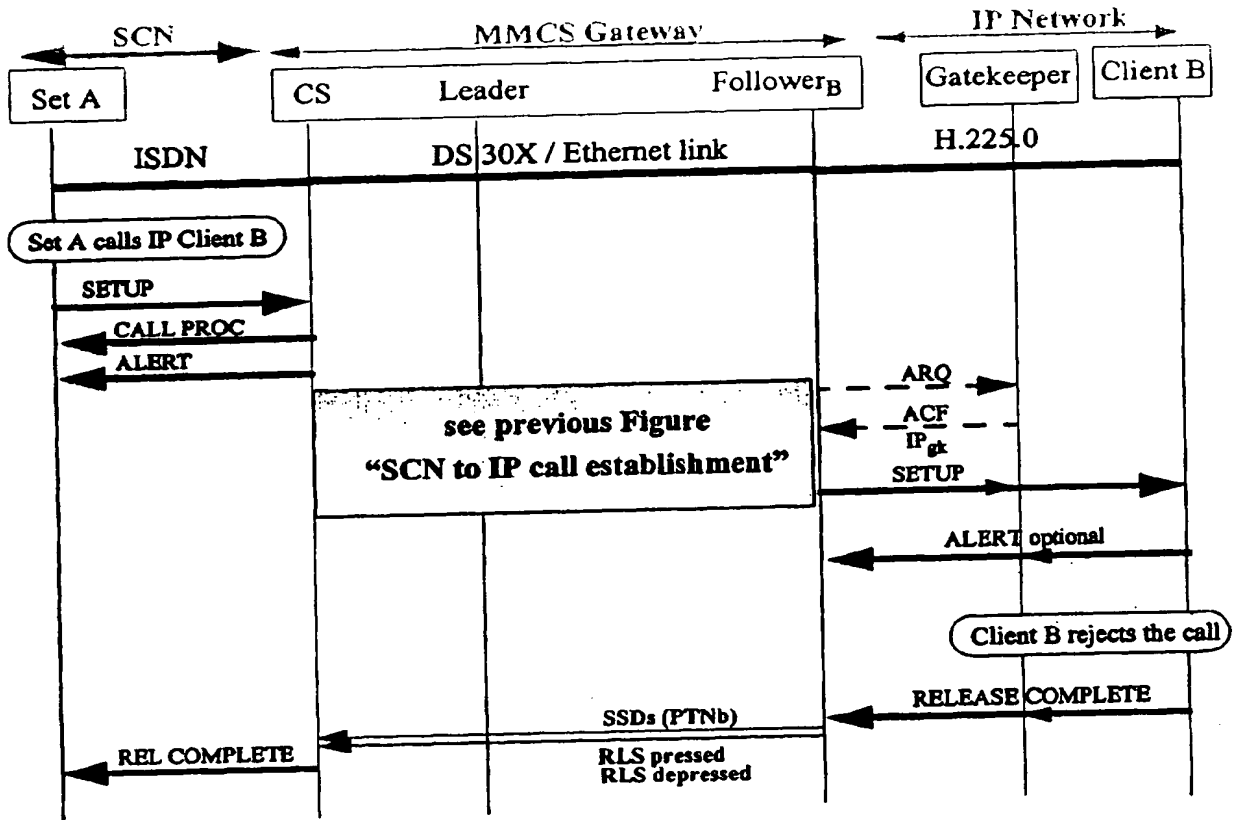 SCN
MMCS Gateway
IP Network
Set A
CS
Leader
FollowerB
Gatekeeper
Client B
ISDN
DS 30X / Ethernet link
H.225.0
Set A calls IP Client B
SETUP
CALL PROC
ALERT
see previous Figure
“SCN to IP call establishment”
ARQ
ACF
IPgk
SETUP
ALERT optional
Client B rejects the call
RELEASE COMPLETE
SSDs (PTNb)
RLS pressed
RLS depressed
REL COMPLETE